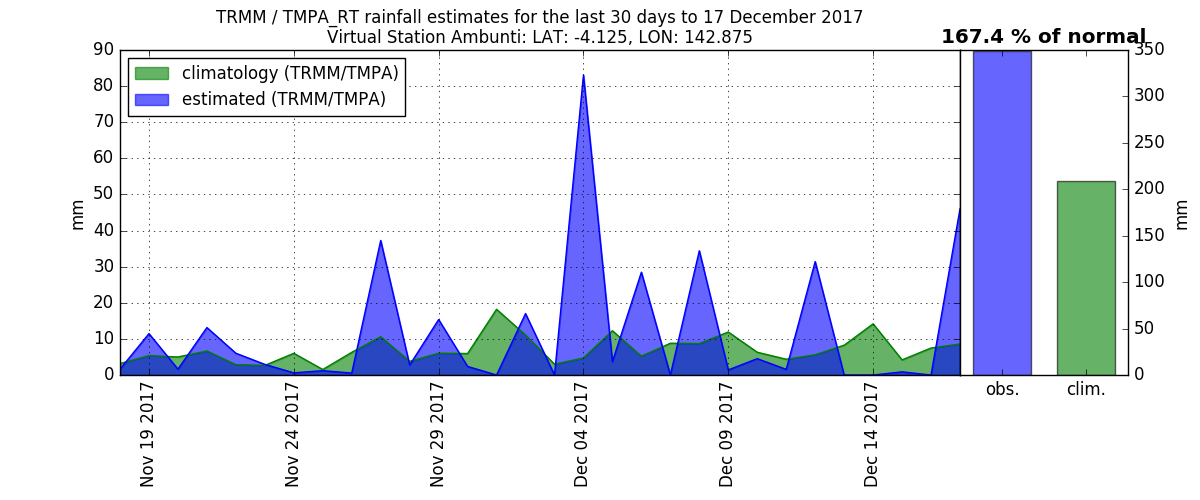 TRMM / TMPA_RT rainfall estimates for the last 30 days to 17 December 2017
Virtual Station Ambunti: LAT: -4.125, LON: 142.875
167.4 % of normal
climatology (TRMM/TMPA)
estimated (TRMM/TMPA)
90
80
70
60
50
40
30
20
10
0
mm
350
300
250
200
150
100
50
0
mm
obs.
clim.
Nov 19 2017
Nov 24 2017
Nov 29 2017
Dec 04 2017
Dec 09 2017
Dec 14 2017